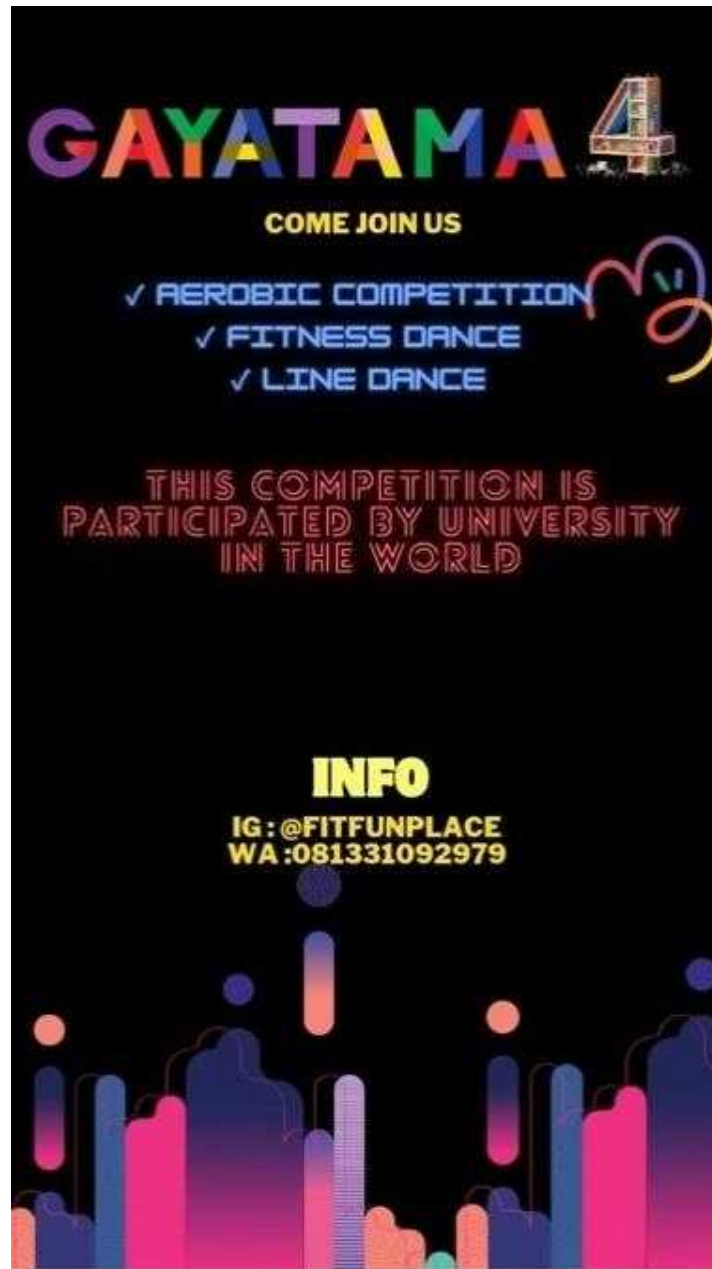 GAYATAMA 4
COME JOIN US
✓ AEROBIC COMPETITION
✓ FITNESS DANCE
✓ LINE DANCE
THIS COMPETITION IS
PARTICIPATED BY UNIVERSITY
IN THE WORLD
INFO
IG : @FITFUNPLACE
WA :081331092979